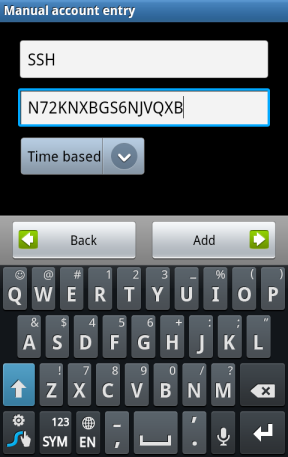 Manual account entry
SSH
N72KNXBGS6NJVQXB
Time based
Back Add
☺ @ # 1 2 3 _ % ( )
Q W E R T Y U I O P
& $ 4 5 6 + : ; "
A S D F G H J K L
! 7 8 9 0 / ?
Z X C V B N M
123
SYM EN - , ' .